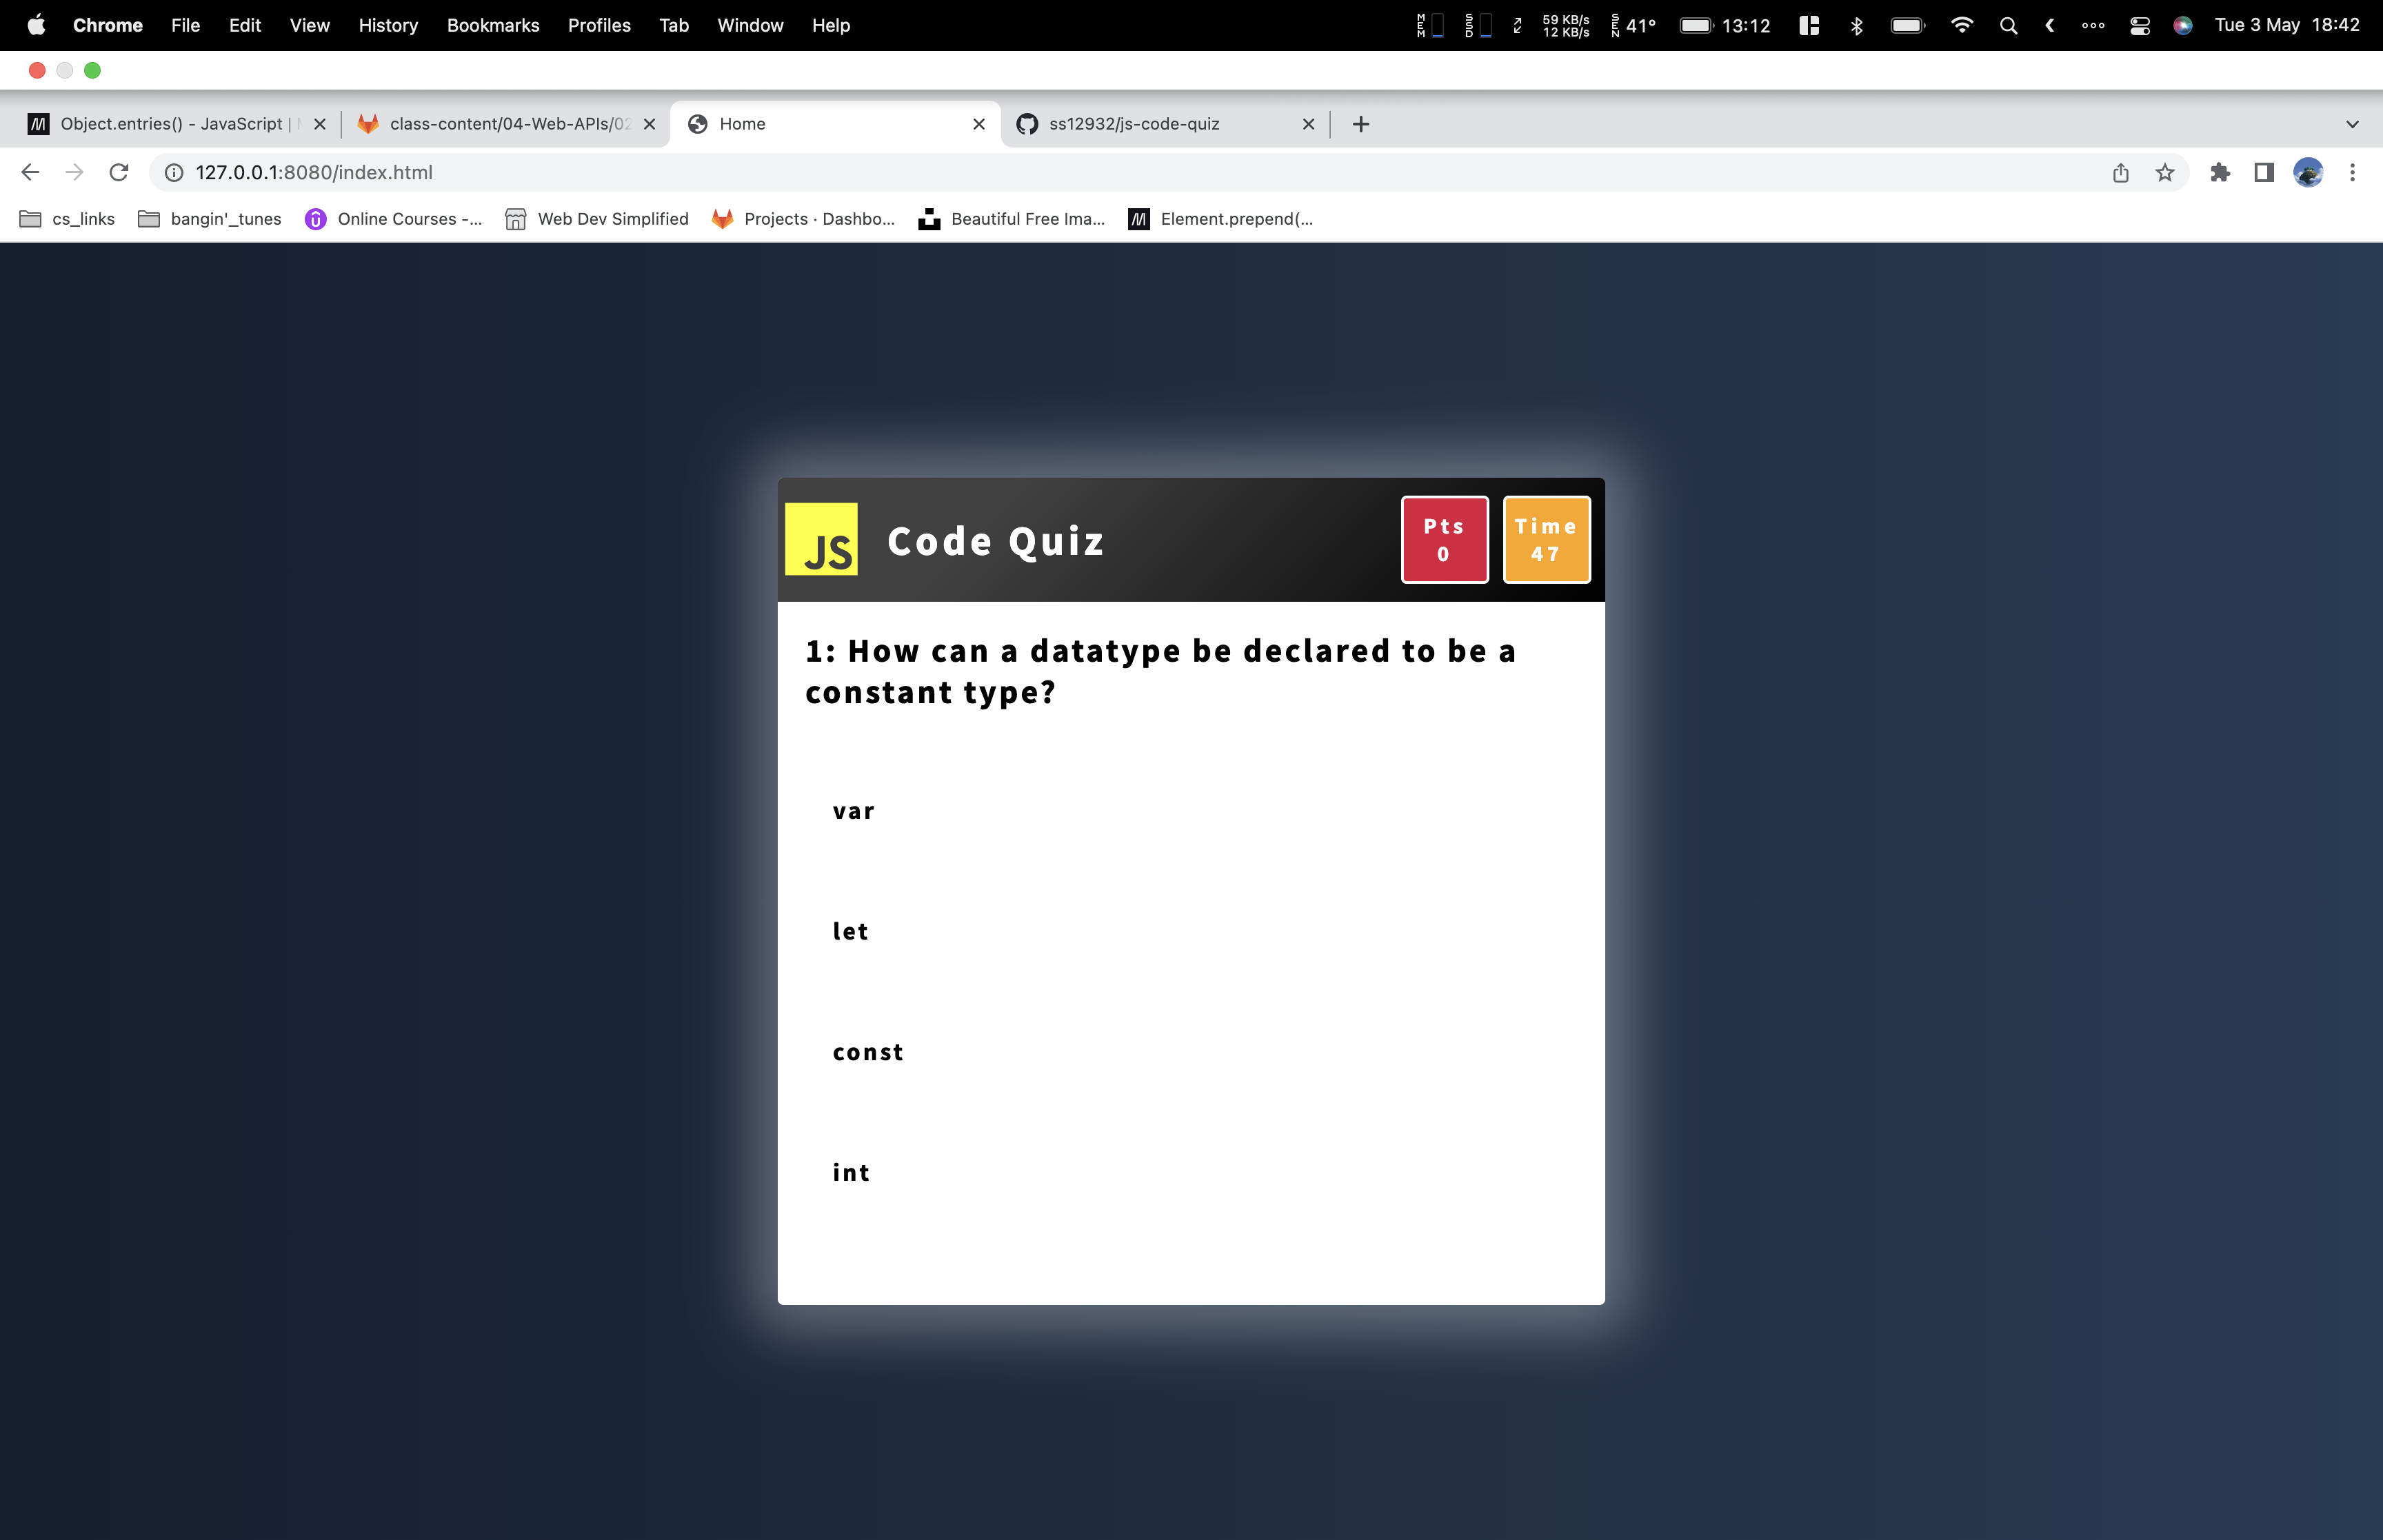 Chrome File Edit View History Bookmarks Profiles Tab Window Help MEM SSD 59 KB/s 12 KB/s SEN 41° 13:12 Tue 3 May 18:42
Object.entries() - JavaScript | class-content/04-Web-APIs/02 Home ss12932/js-code-quiz
127.0.0.1:8080/index.html
cs_links bangin'_tunes Online Courses -... Web Dev Simplified Projects · Dashbo... Beautiful Free Ima... Element.prepend(...
JS Code Quiz
Pts
0
Time
47
1: How can a datatype be declared to be a
constant type?
var
let
const
int